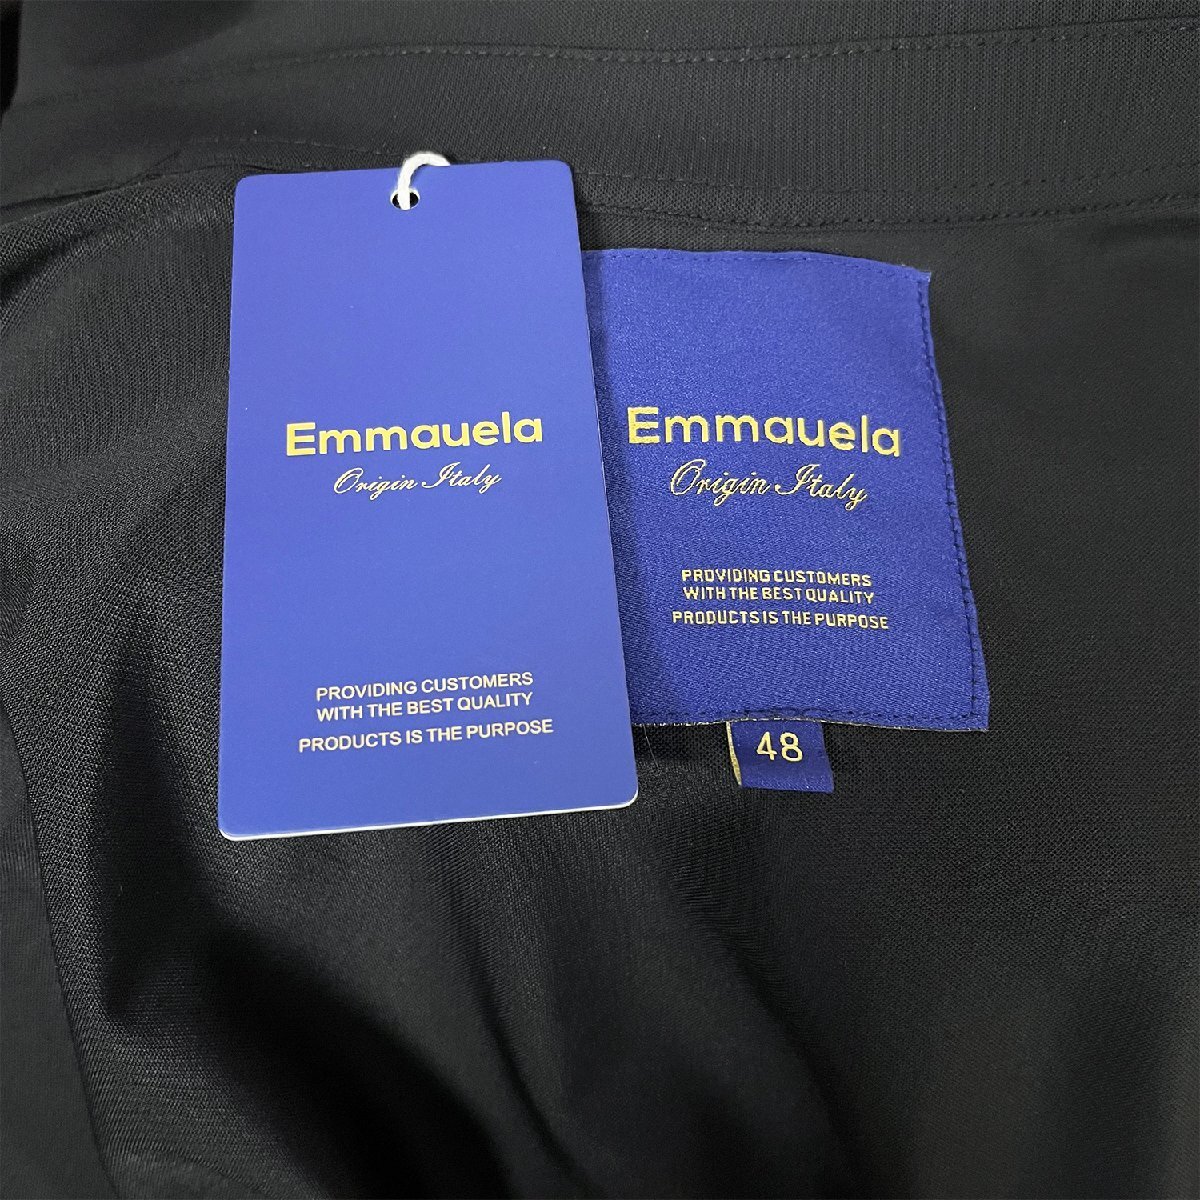 Emmauela
Origin Italy
PROVIDING CUSTOMERS
WITH THE BEST QUALITY
PRODUCTS IS THE PURPOSE
Emmauela
Origin Italy
PROVIDING CUSTOMERS
WITH THE BEST QUALITY
PRODUCTS IS THE PURPOSE
48